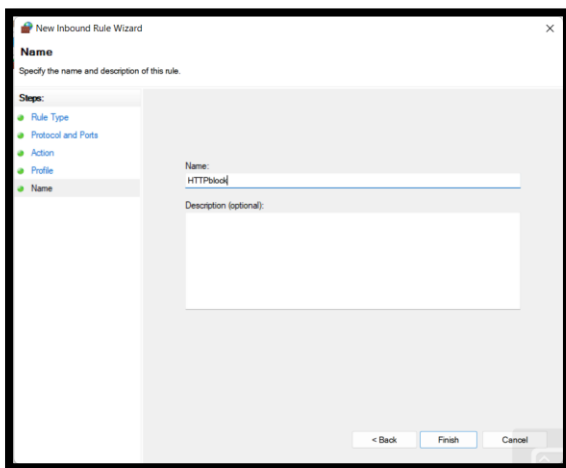 New Inbound Rule Wizard
Name
Specify the name and description of this rule.
Steps:
Rule Type
Protocol and Ports
Action
Profile
Name
Name:
HTTPblock
Description (optional):
< Back Finish Cancel